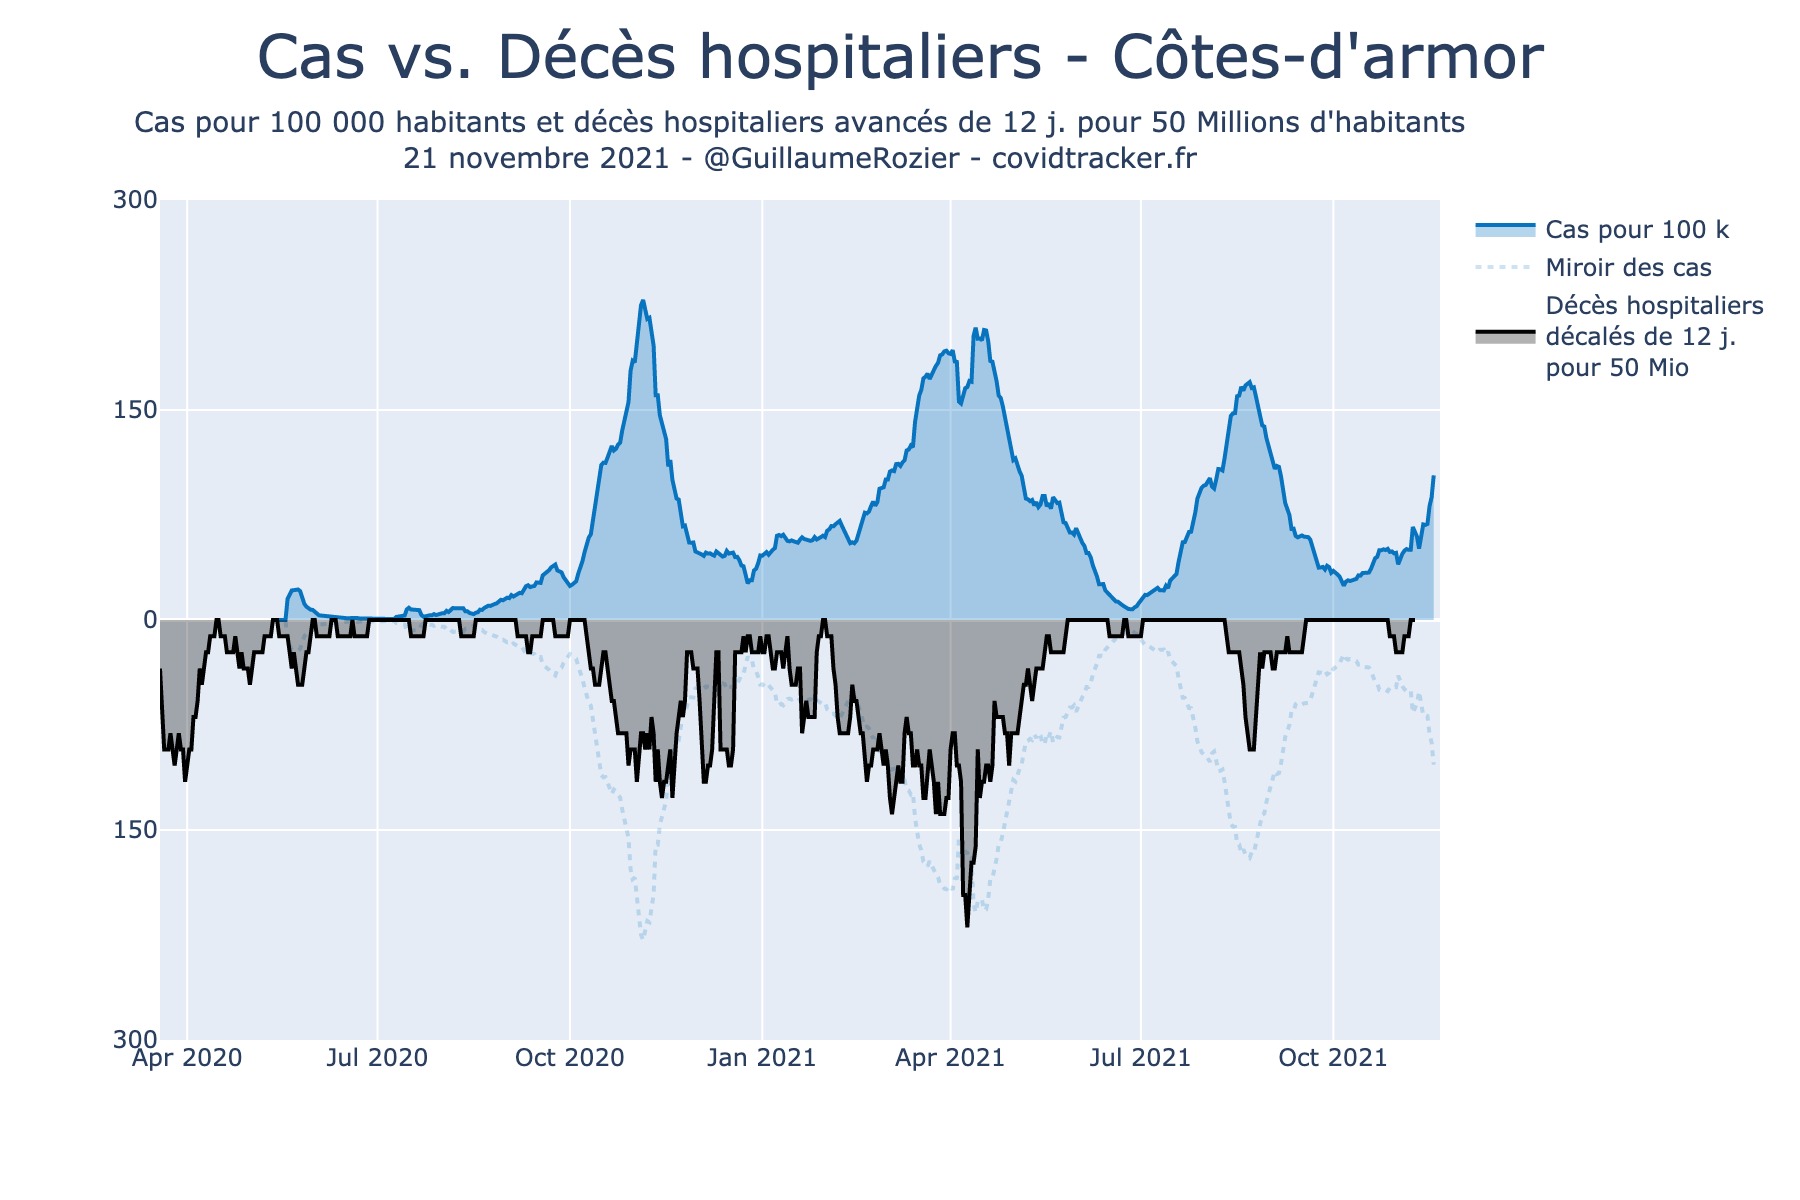 Cas vs. Décès hospitaliers - Côtes-d'armor
Cas pour 100 000 habitants et décès hospitaliers avancés de 12 j. pour 50 Millions d'habitants
21 novembre 2021 - @GuillaumeRozier - covidtracker.fr
300
150
0
150
300
Apr 2020
Jul 2020
Oct 2020
Jan 2021
Apr 2021
Jul 2021
Oct 2021
Cas pour 100 k
Miroir des cas
Décès hospitaliers
décalés de 12 j.
pour 50 Mio